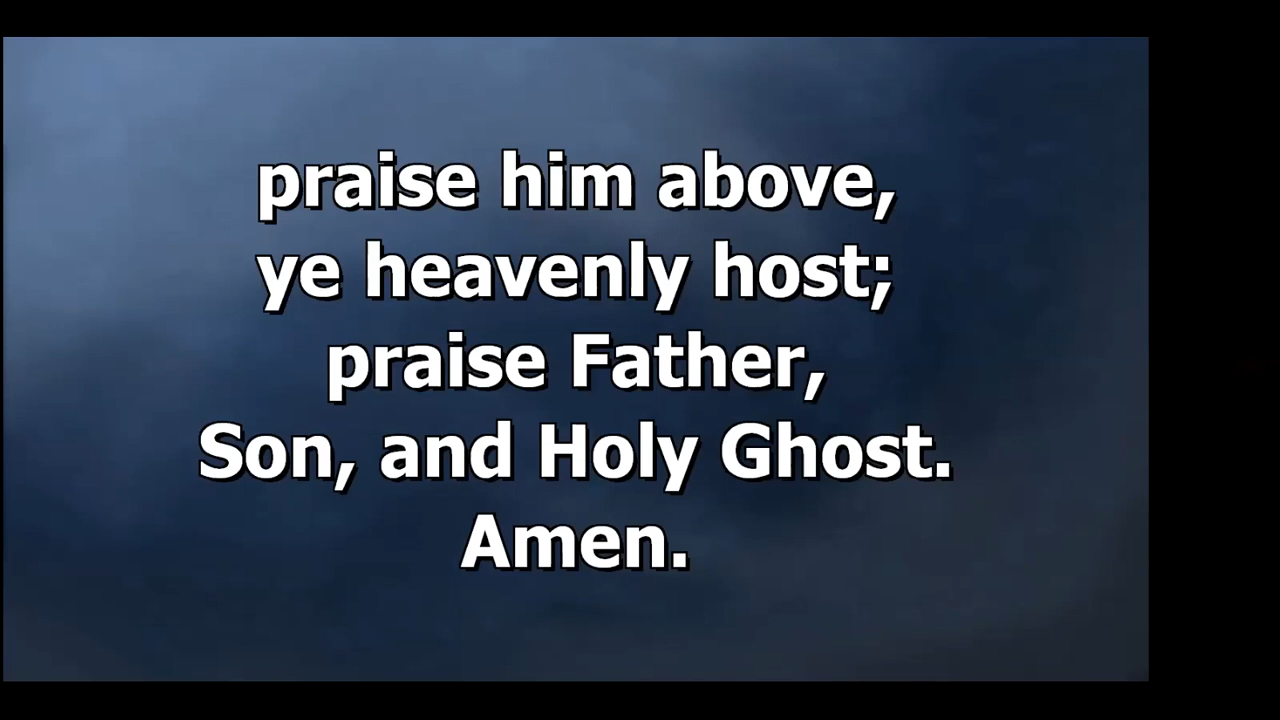 praise him above,
ye heavenly host;
praise Father,
Son, and Holy Ghost.
Amen.